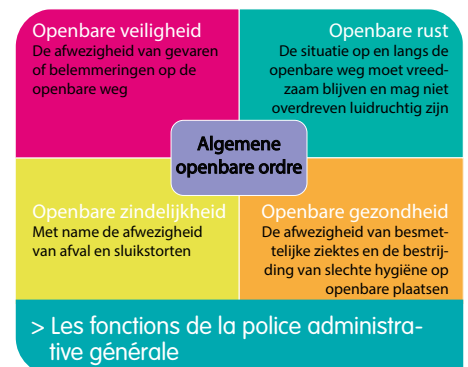 Openbare veiligheid
De afwezigheid van gevaren
of belemmeringen op de
openbare weg
Openbare rust
De situatie op en langs de
openbare weg moet vreed-
zaam blijven en mag niet
overdreven luidruchtig zijn
Algemene
openbare ordre
Openbare zindelijkheid
Met name de afwezigheid
van afval en sluikstorten
Openbare gezondheid
De afwezigheid van besmet-
telijke ziektes en de bestrij-
ding van slechte hygiëne op
openbare plaatsen
> Les fonctions de la police administra-
tive générale